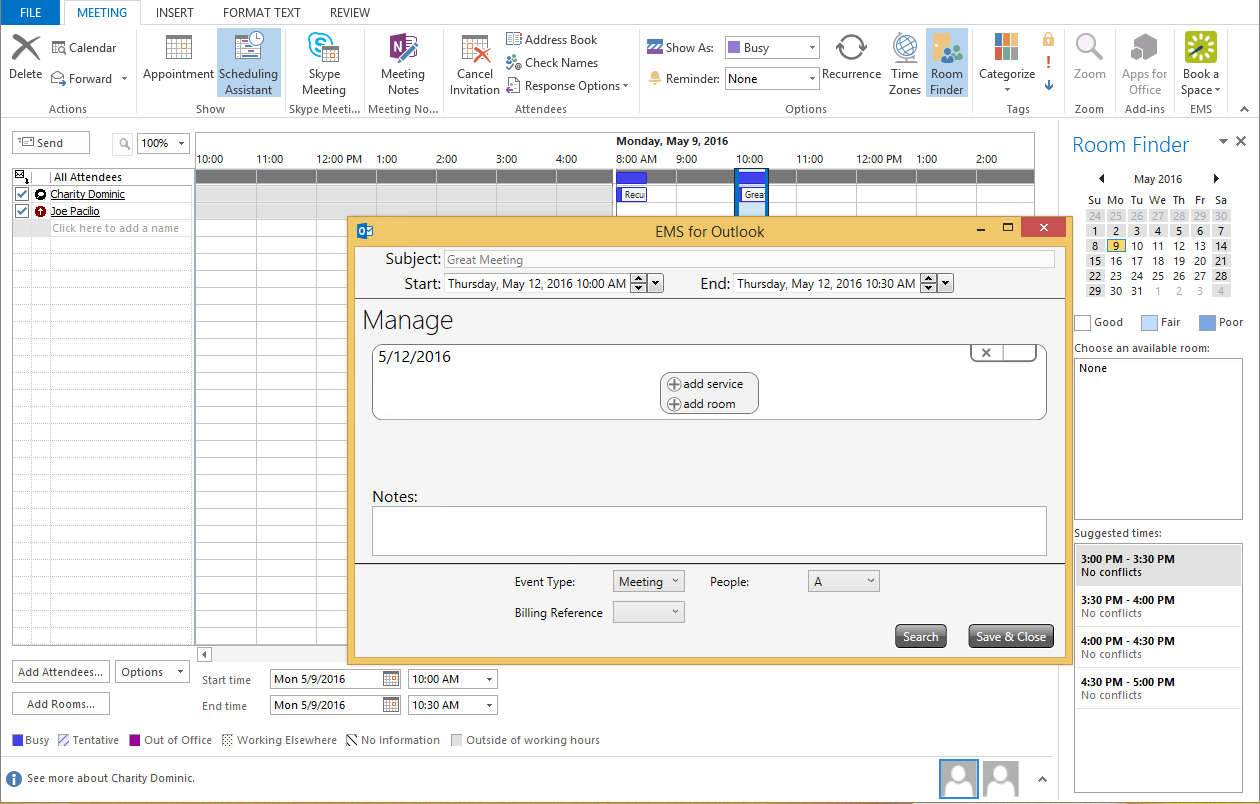 FILE MEETING INSERT FORMAT TEXT REVIEW
Delete
Calendar
Forward
Actions
Appointment
Scheduling
Assistant
Show
Skype
Meeting
Skype Meeti...
Meeting
Notes
Meeting No...
Cancel
Invitation
Address Book
Check Names
Response Options
Attendees
Show As: Busy
Reminder: None
Recurrence
Time
Zones
Room
Finder
Options
Categorize
Tags
Zoom
Zoom
Apps for
Office
Add-ins
Book a
Space
EMS
Send
100%
Monday, May 9, 2016
10:00 11:00 12:00 PM 1:00 2:00 3:00 4:00 8:00 AM 9:00 10:00 11:00 12:00 PM 1:00 2:00
All Attendees
Charity Dominic
Recu
Great
Joe Pacilio
Click here to add a name
EMS for Outlook
Subject: Great Meeting
Start: Thursday, May 12, 2016 10:00 AM End: Thursday, May 12, 2016 10:30 AM
Manage
5/12/2016
add service
add room
Notes:
Event Type: Meeting People: A
Billing Reference
Search Save & Close
Room Finder
May 2016
Su Mo Tu We Th Fr Sa
24 25 26 27 28 29 30
1 2 3 4 5 6 7
8 9 10 11 12 13 14
15 16 17 18 19 20 21
22 23 24 25 26 27 28
29 30 31 1 2 3 4
Good Fair Poor
Choose an available room:
None
Suggested times:
3:00 PM - 3:30 PM
No conflicts
3:30 PM - 4:00 PM
No conflicts
4:00 PM - 4:30 PM
No conflicts
4:30 PM - 5:00 PM
No conflicts
Add Attendees... Options
Add Rooms...
Start time Mon 5/9/2016 10:00 AM
End time Mon 5/9/2016 10:30 AM
Busy Tentative Out of Office Working Elsewhere No Information Outside of working hours
See more about Charity Dominic.